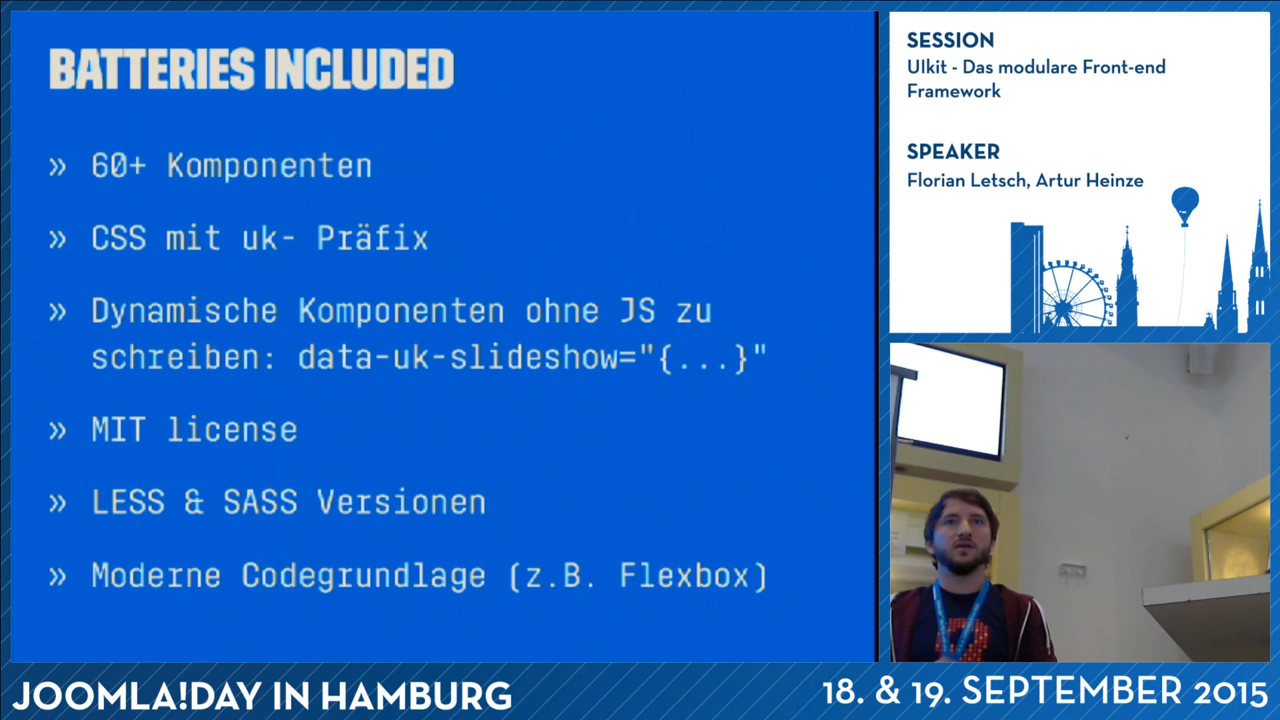 BATTERIES INCLUDED
» 60+ Komponenten
» CSS mit uk- Präfix
» Dynamische Komponenten ohne JS zu
schreiben: data-uk-slideshow="{...}"
» MIT license
» LESS & SASS Versionen
» Moderne Codegrundlage (z.B. Flexbox)
SESSION
UIkit - Das modulare Front-end
Framework
SPEAKER
Florian Letsch, Artur Heinze
JOOMLA!DAY IN HAMBURG
18. & 19. SEPTEMBER 2015